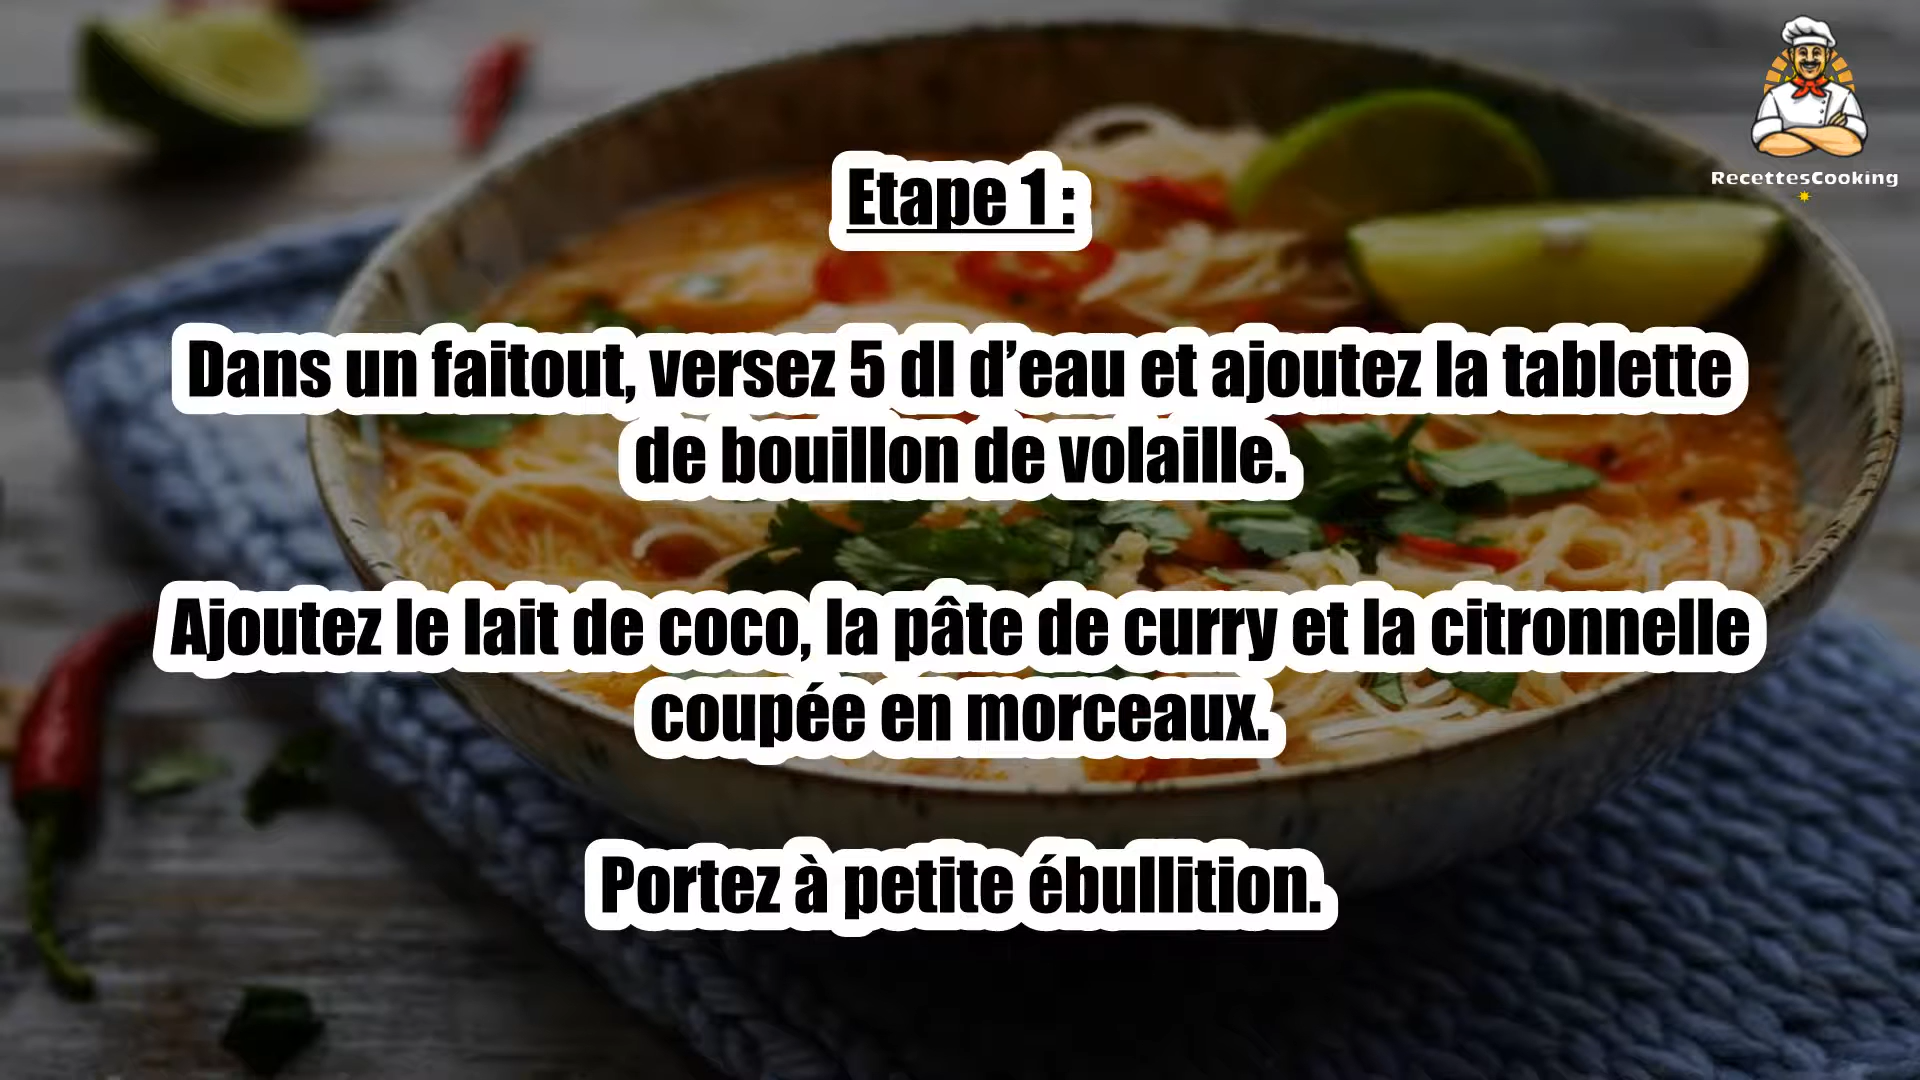 RecettesCooking
Etape 1 :
Dans un faitout, versez 5 dl d’eau et ajoutez la tablette
de bouillon de volaille.
Ajoutez le lait de coco, la pâte de curry et la citronnelle
coupée en morceaux.
Portez à petite ébullition.